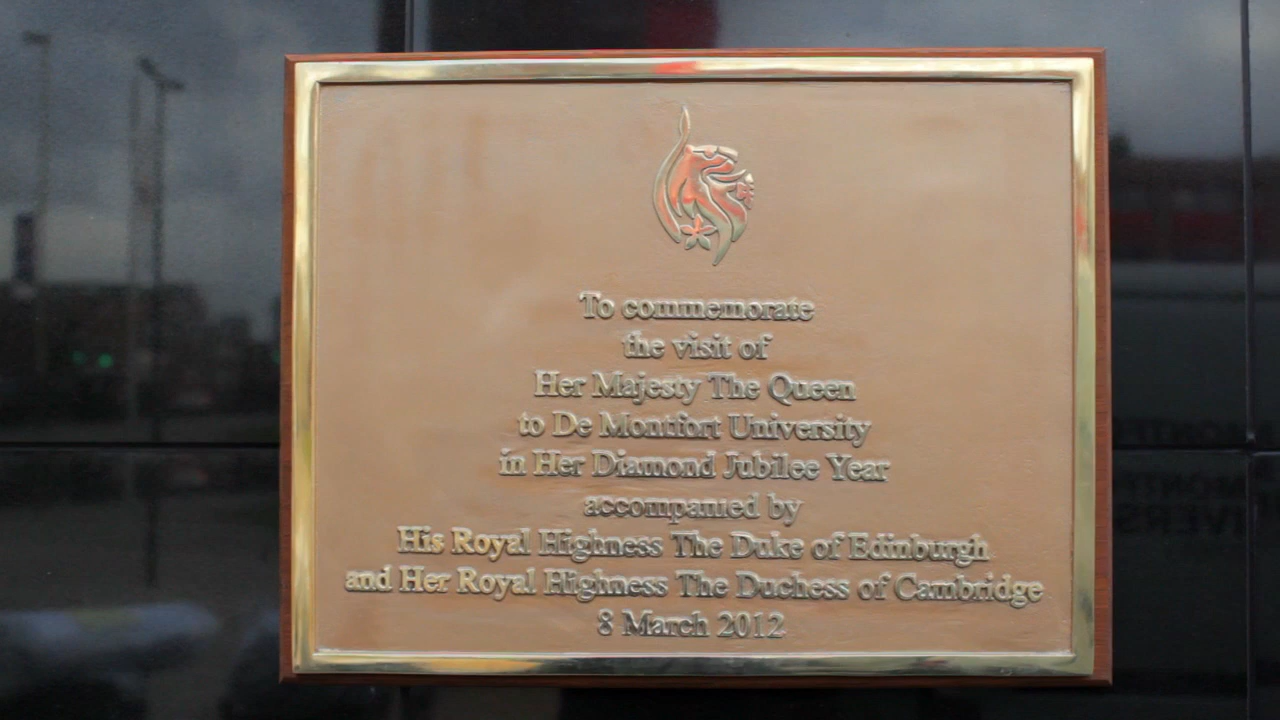 To commemorate
the visit of
Her Majesty The Queen
to De Montfort University
in Her Diamond Jubilee Year
accompanied by
His Royal Highness The Duke of Edinburgh
and Her Royal Highness The Duchess of Cambridge
8 March 2012